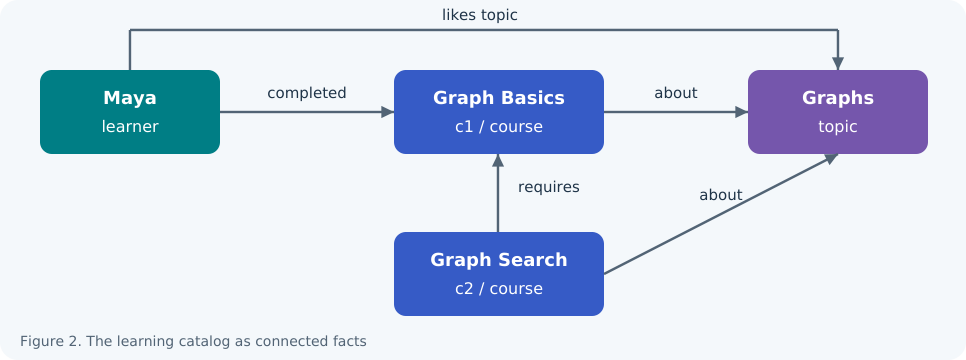 likes topic
Maya
learner
completed
Graph Basics
c1 / course
about
Graphs
topic
requires
about
Graph Search
c2 / course
Figure 2. The learning catalog as connected facts